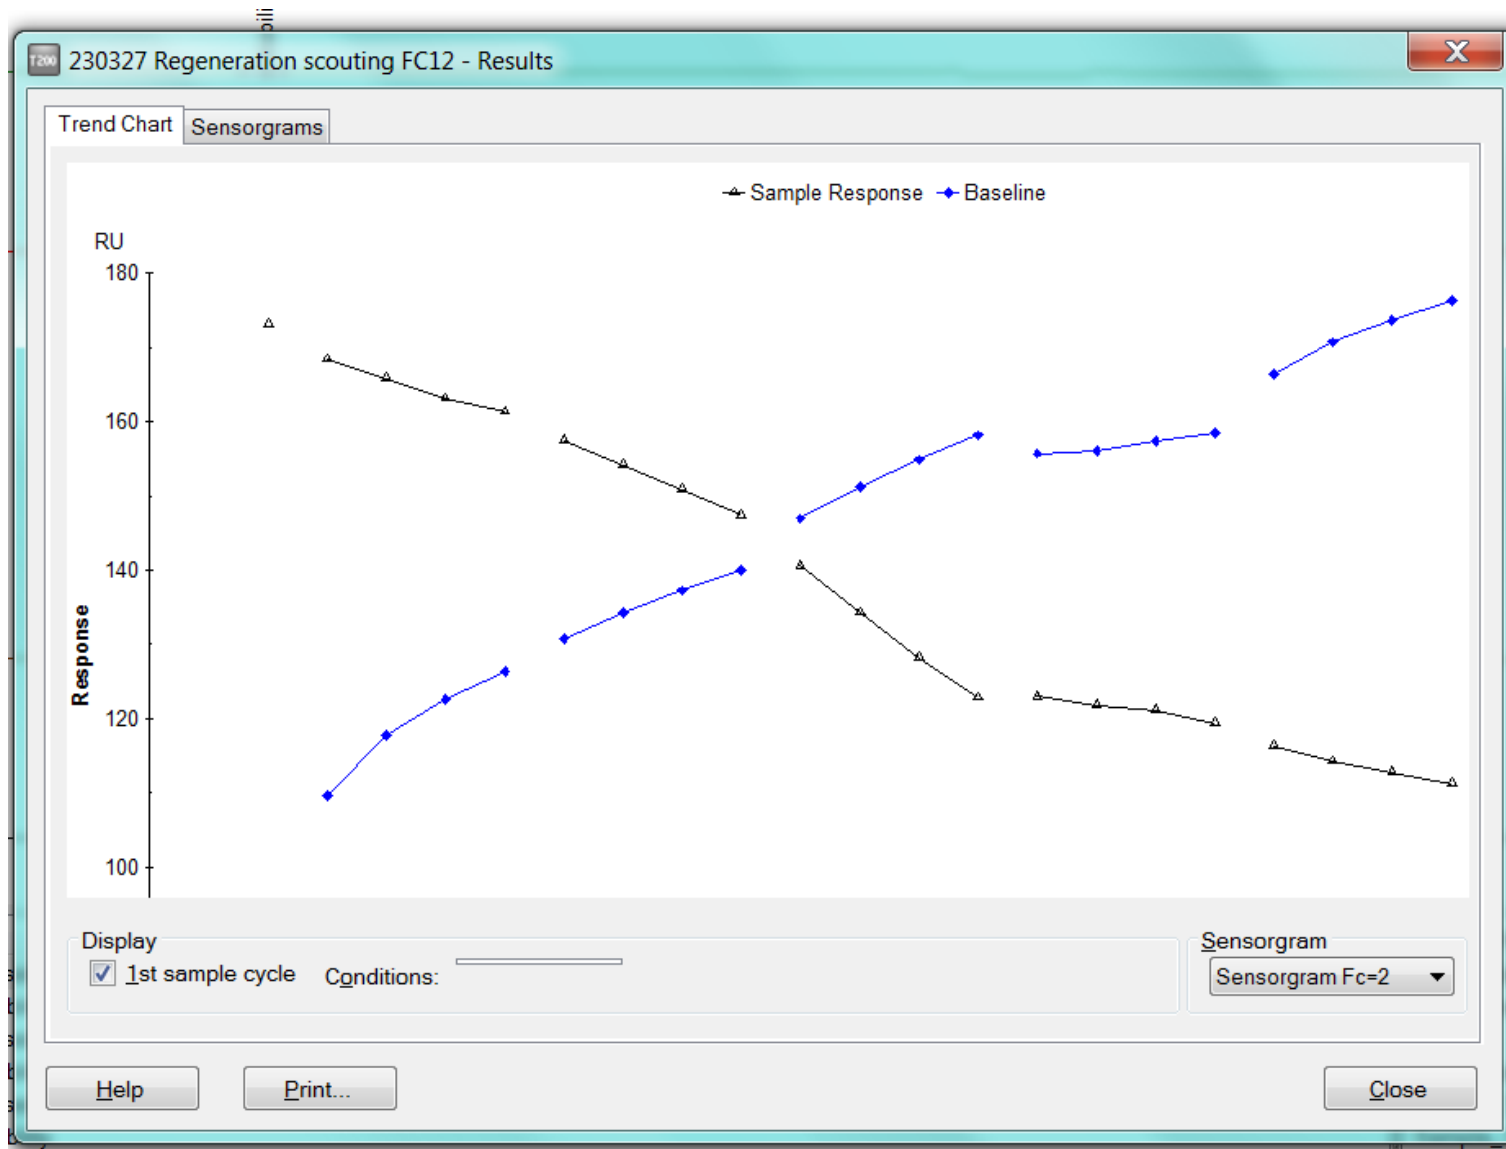 T200 230327 Regeneration scouting FC12 - Results
Trend Chart Sensorgrams
Sample Response Baseline
RU
180
160
140
120
100
Response
Display
1st sample cycle Conditions:
Sensorgram
Sensorgram Fc=2
Help Print... Close